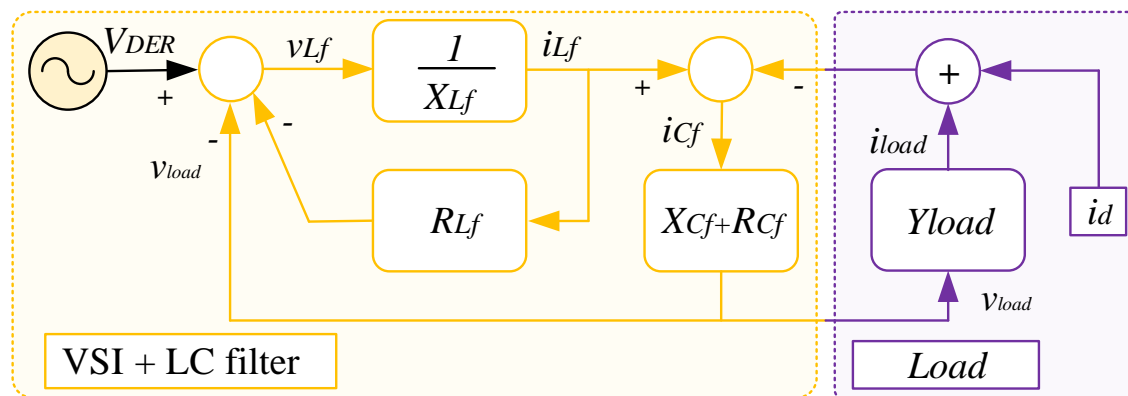 VDER
+
-
vload
-
vLf
1
XLf
iLf
RLf
+
-
iCf
XCf+RCf
VSI + LC filter
+
iload
Yload
id
vload
Load